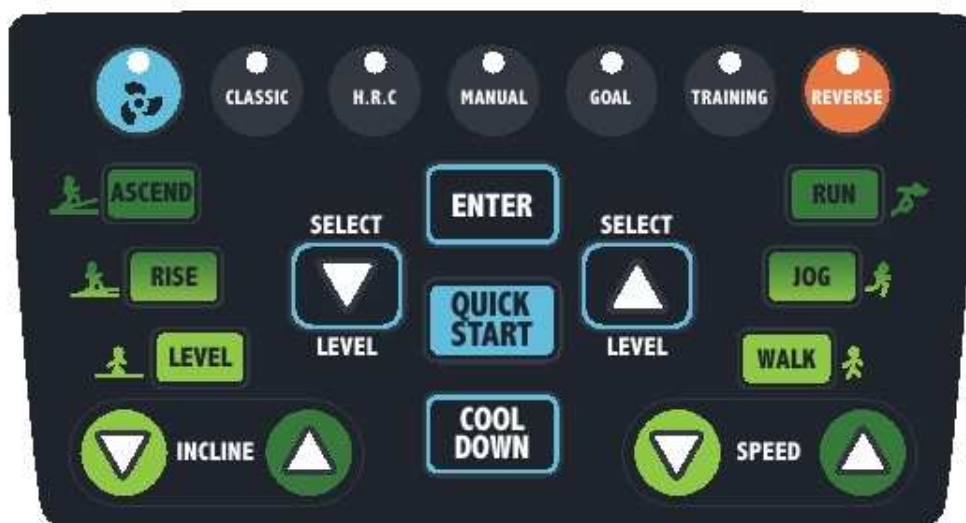 CLASSIC
H.R.C
MANUAL
GOAL
TRAINING
REVERSE
ASCEND
ENTER
RUN
SELECT
SELECT
RISE
QUICK
START
JOG
LEVEL
LEVEL
LEVEL
WALK
INCLINE
COOL
DOWN
SPEED